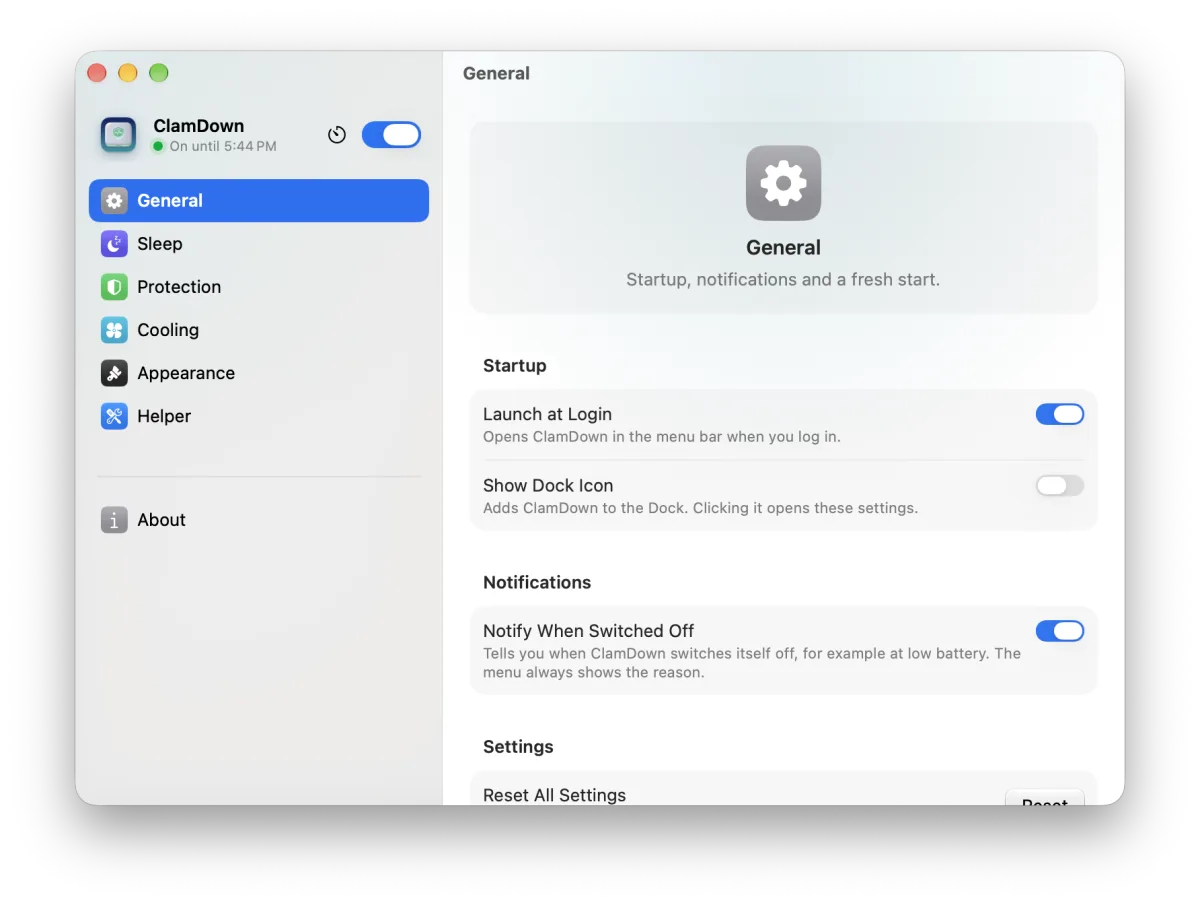 General
ClamDown
On until 5:44 PM
General
Sleep
Protection
Cooling
Appearance
Helper
About
General
Startup, notifications and a fresh start.
Startup
Launch at Login
Opens ClamDown in the menu bar when you log in.
Show Dock Icon
Adds ClamDown to the Dock. Clicking it opens these settings.
Notifications
Notify When Switched Off
Tells you when ClamDown switches itself off, for example at low battery. The
menu always shows the reason.
Settings
Reset All Settings
Reset